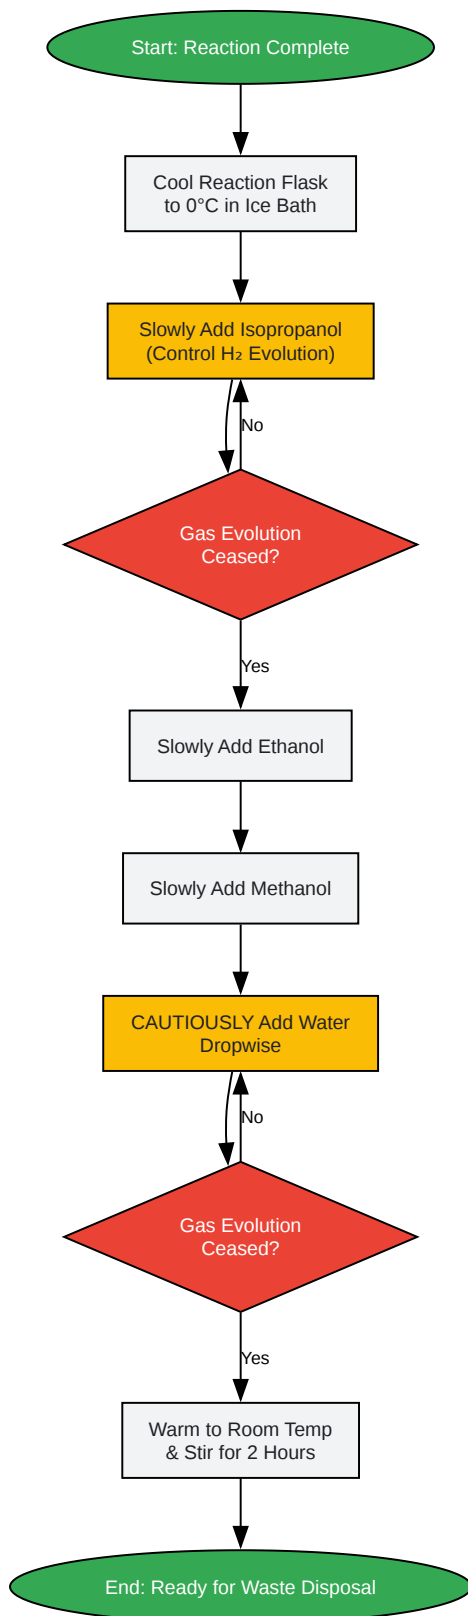 Start: Reaction Complete
Cool Reaction Flask
to 0°C in Ice Bath
Slowly Add Isopropanol
(Control H₂ Evolution)
No
Gas Evolution
Ceased?
Yes
Slowly Add Ethanol
Slowly Add Methanol
CAUTIOUSLY Add Water
Dropwise
No
Gas Evolution
Ceased?
Yes
Warm to Room Temp
& Stir for 2 Hours
End: Ready for Waste Disposal